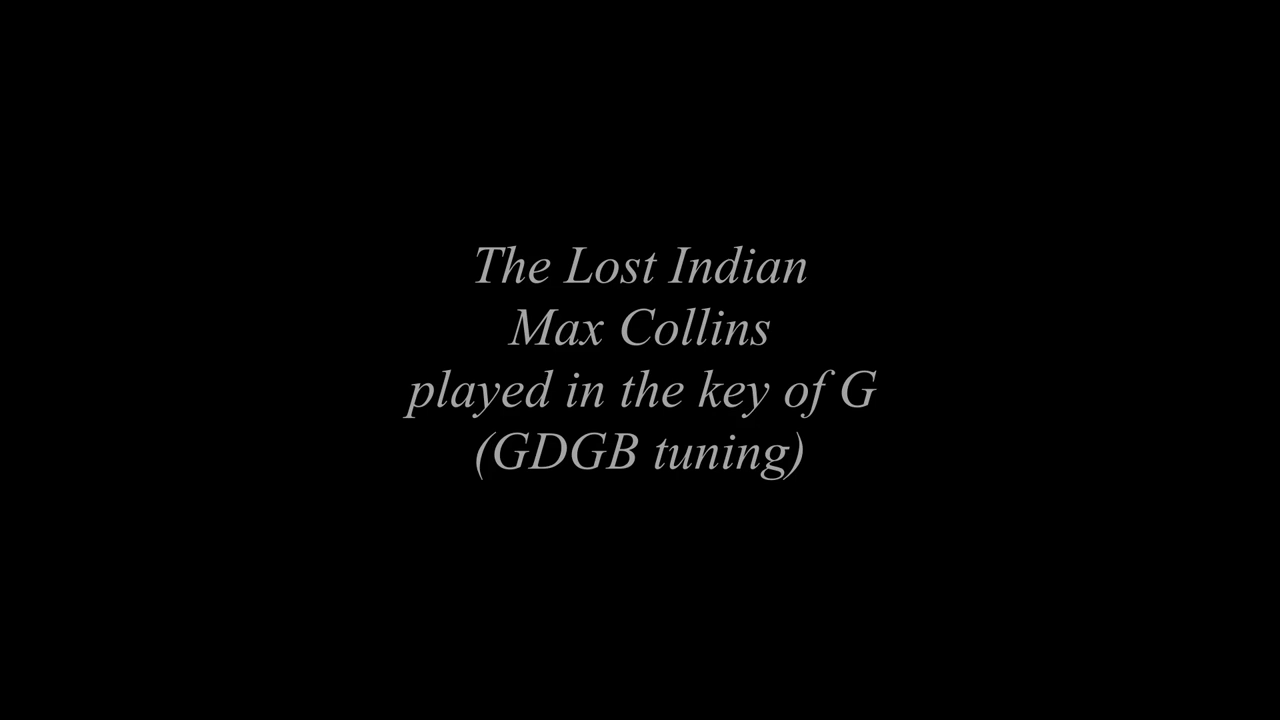 The Lost Indian
Max Collins
played in the key of G
(GDGB tuning)